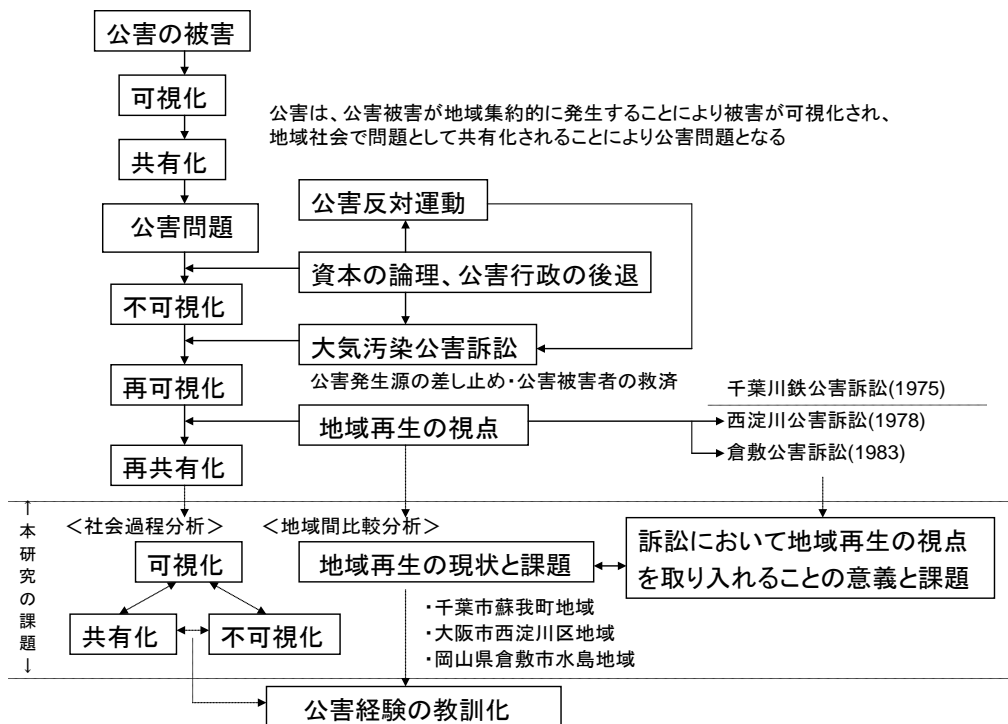 公害の被害
可視化
公害は、公害被害が地域集約的に発生することにより被害が可視化され、
地域社会で問題として共有化されることにより公害問題となる
共有化
公害反対運動
公害問題
資本の論理、公害行政の後退
不可視化
大気汚染公害訴訟
公害発生源の差し止め・公害被害者の救済
再可視化
千葉川鉄公害訴訟(1975)
地域再生の視点
西淀川公害訴訟(1978)
倉敷公害訴訟(1983)
再共有化
←本研究の課題→
＜社会過程分析＞
＜地域間比較分析＞
可視化
地域再生の現状と課題
訴訟において地域再生の視点
を取り入れることの意義と課題
共有化
不可視化
・千葉市蘇我町地域
・大阪市西淀川区地域
・岡山県倉敷市水島地域
公害経験の教訓化